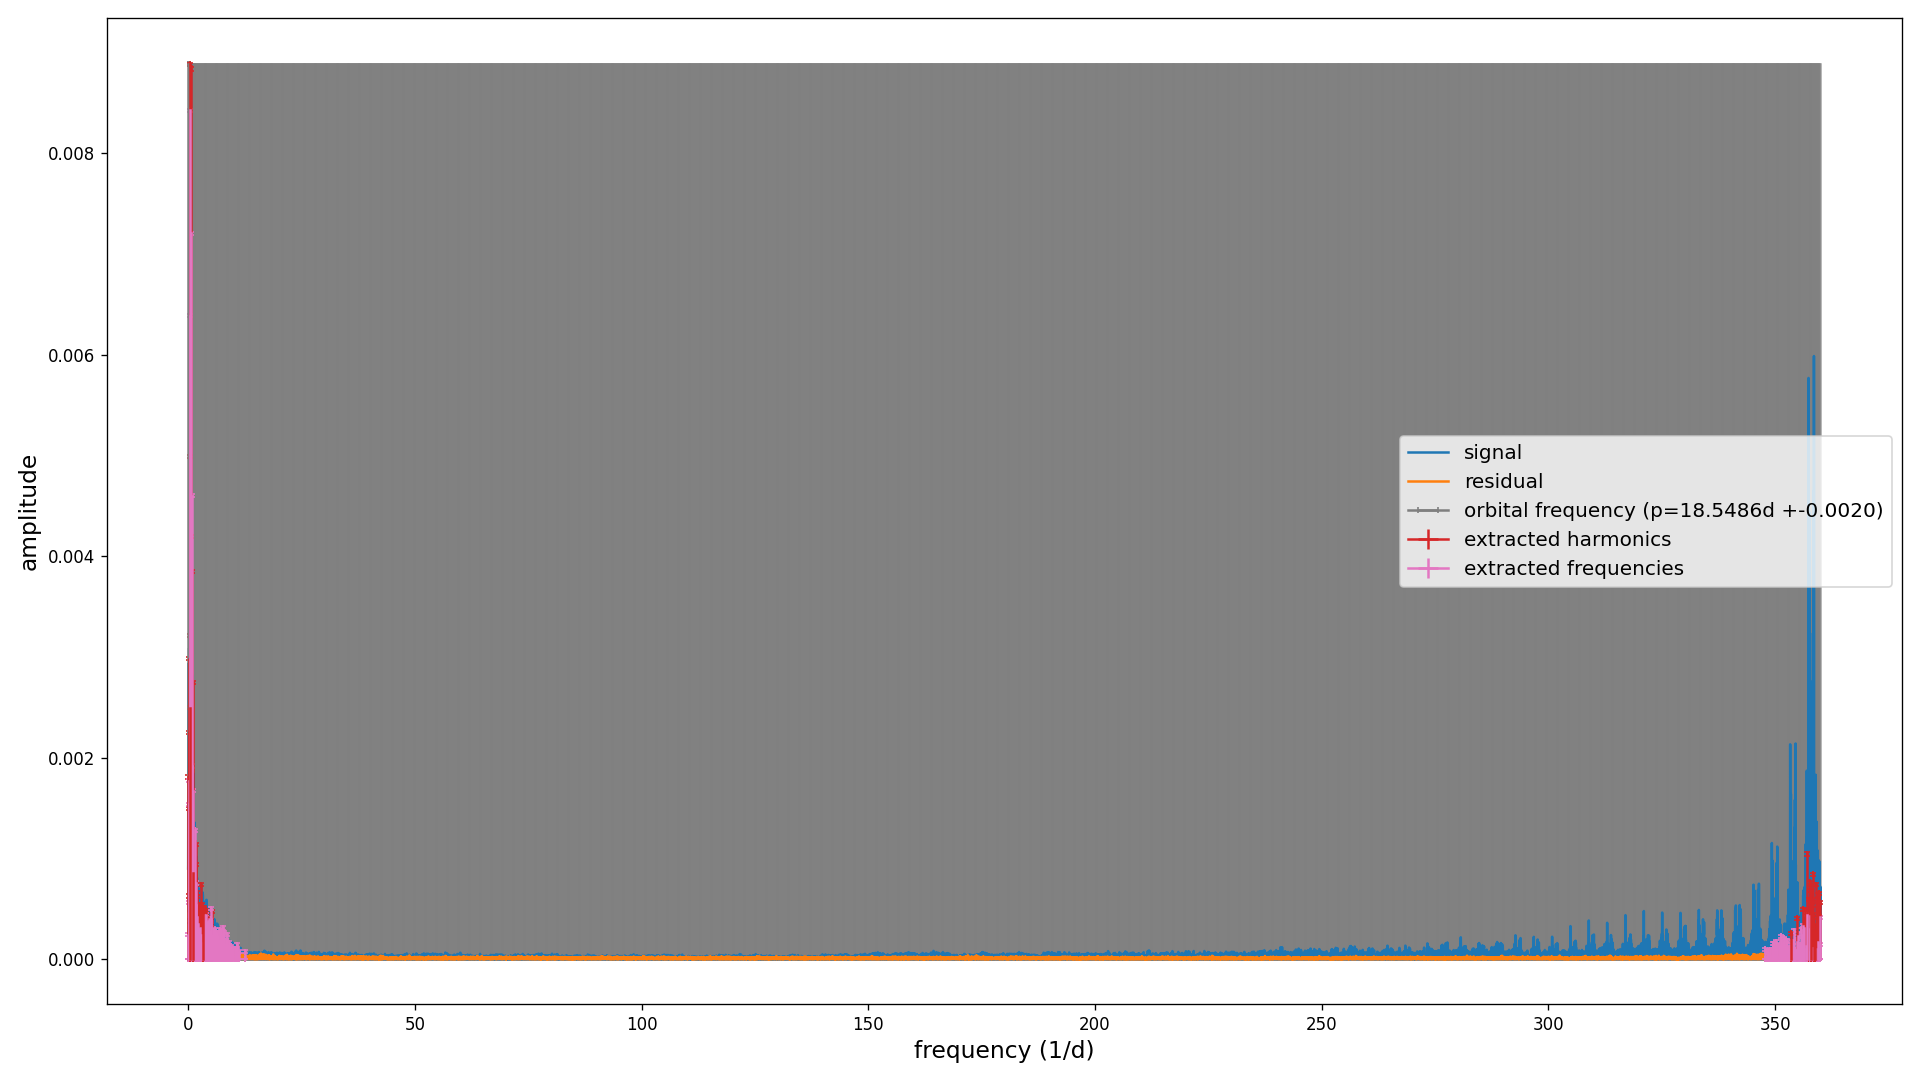 0.008
0.006
0.004
0.002
0.000
amplitude
0
50
100
150
200
250
300
350
frequency (1/d)
signal
residual
orbital frequency (p=18.5486d +-0.0020)
extracted harmonics
extracted frequencies